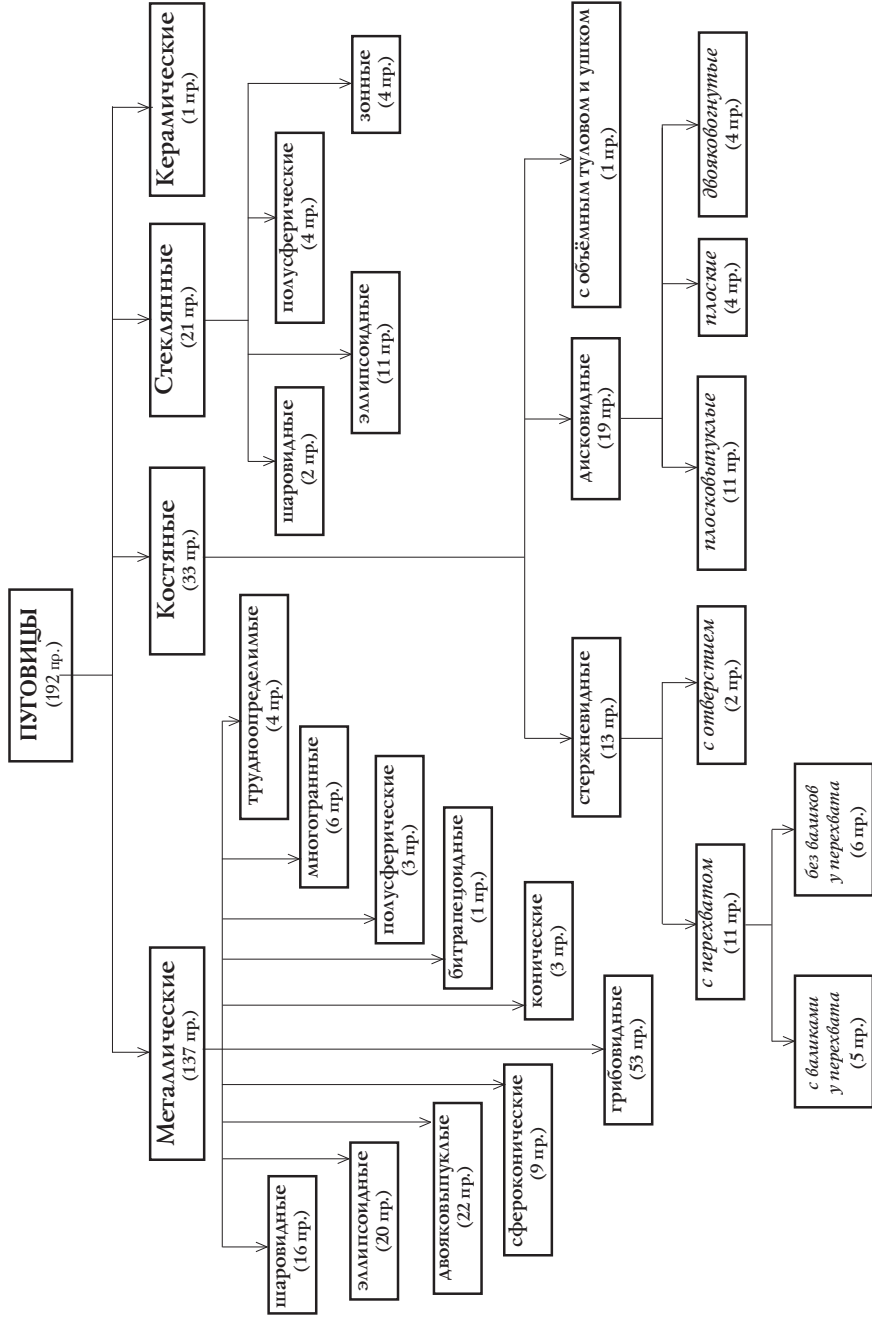 ПУГОВИЦЫ
(192 пр.)
Металлические
(137 пр.)
Костяные
(33 пр.)
Стеклянные
(21 пр.)
Керамические
(1 пр.)
шаровидные
(16 пр.)
эллипсоидные
(20 пр.)
двояковыпуклые
(22 пр.)
сфероконические
(9 пр.)
грибовидные
(53 пр.)
конические
(3 пр.)
битрапецоидные
(1 пр.)
полусферические
(3 пр.)
многогранные
(6 пр.)
трудноопределимые
(4 пр.)
шаровидные
(2 пр.)
эллипсоидные
(11 пр.)
полусферические
(4 пр.)
зонные
(4 пр.)
стержневидные
(13 пр.)
дисковидные
(19 пр.)
с объёмным туловом и ушком
(1 пр.)
с перехватом
(11 пр.)
с отверстием
(2 пр.)
плосковыпуклые
(11 пр.)
плоские
(4 пр.)
двояковогнутые
(4 пр.)
с валиками
у перехвата
(5 пр.)
без валиков
у перехвата
(6 пр.)